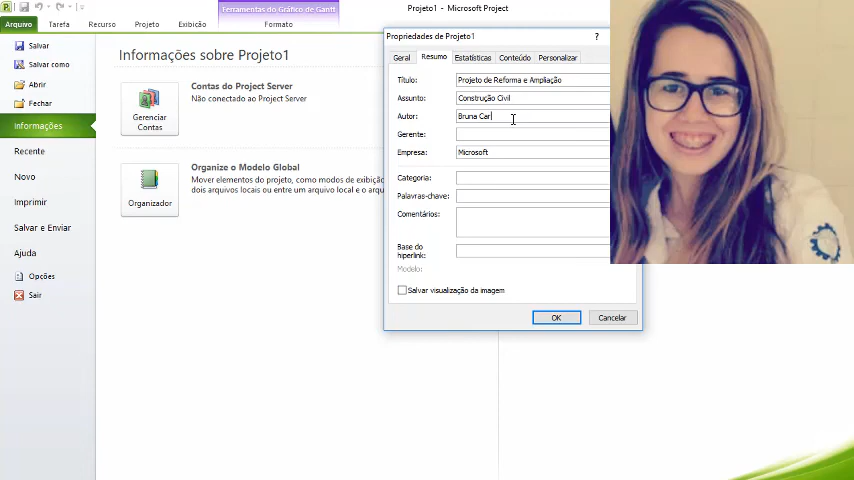 Projeto1 - Microsoft Project
Ferramentas do Gráfico de Gantt
Arquivo Tarefa Recurso Projeto Exibição Formato
Salvar
Salvar como
Abrir
Fechar
Informações
Recente
Novo
Imprimir
Salvar e Enviar
Ajuda
Opções
Sair
Informações sobre Projeto1
Gerenciar
Contas
Contas do Project Server
Não conectado ao Project Server
Organizador
Organize o Modelo Global
Mover elementos do projeto, como modos de exibição
dois arquivos locais ou entre um arquivo local e o arqu
Propriedades de Projeto1 ?
Geral Resumo Estatísticas Conteúdo Personalizar
Título: Projeto de Reforma e Ampliação
Assunto: Construção Civil
Autor: Bruna Car
Gerente:
Empresa: Microsoft
Categoria:
Palavras-chave:
Comentários:
Base do
hiperlink:
Modelo:
Salvar visualização da imagem
OK Cancelar